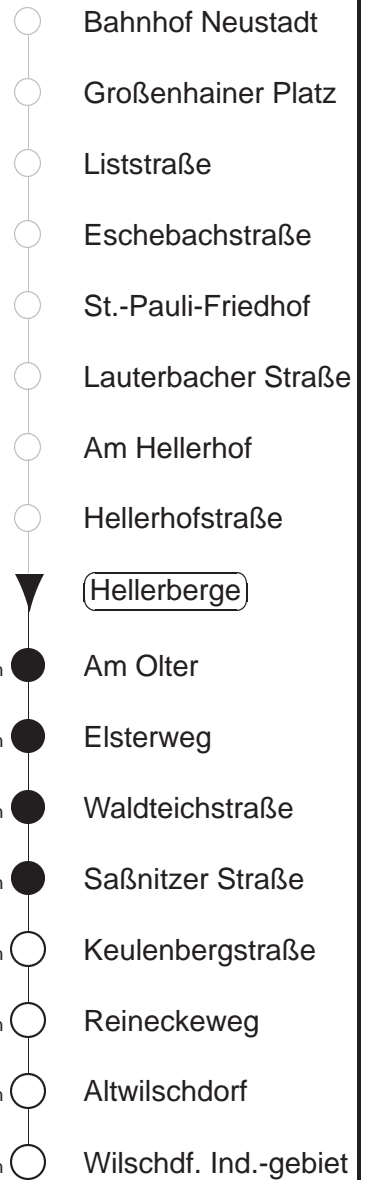 Bahnhof Neustadt
Großenhainer Platz
Liststraße
Eschebachstraße
St.-Pauli-Friedhof
Lauterbacher Straße
Am Hellerhof
Hellerhofstraße
Hellerberge
Am Olter
Elsterweg
Waldteichstraße
Saßnitzer Straße
Keulenbergstraße
Reineckeweg
Altwilschdorf
Wilschdf. Ind.-gebiet